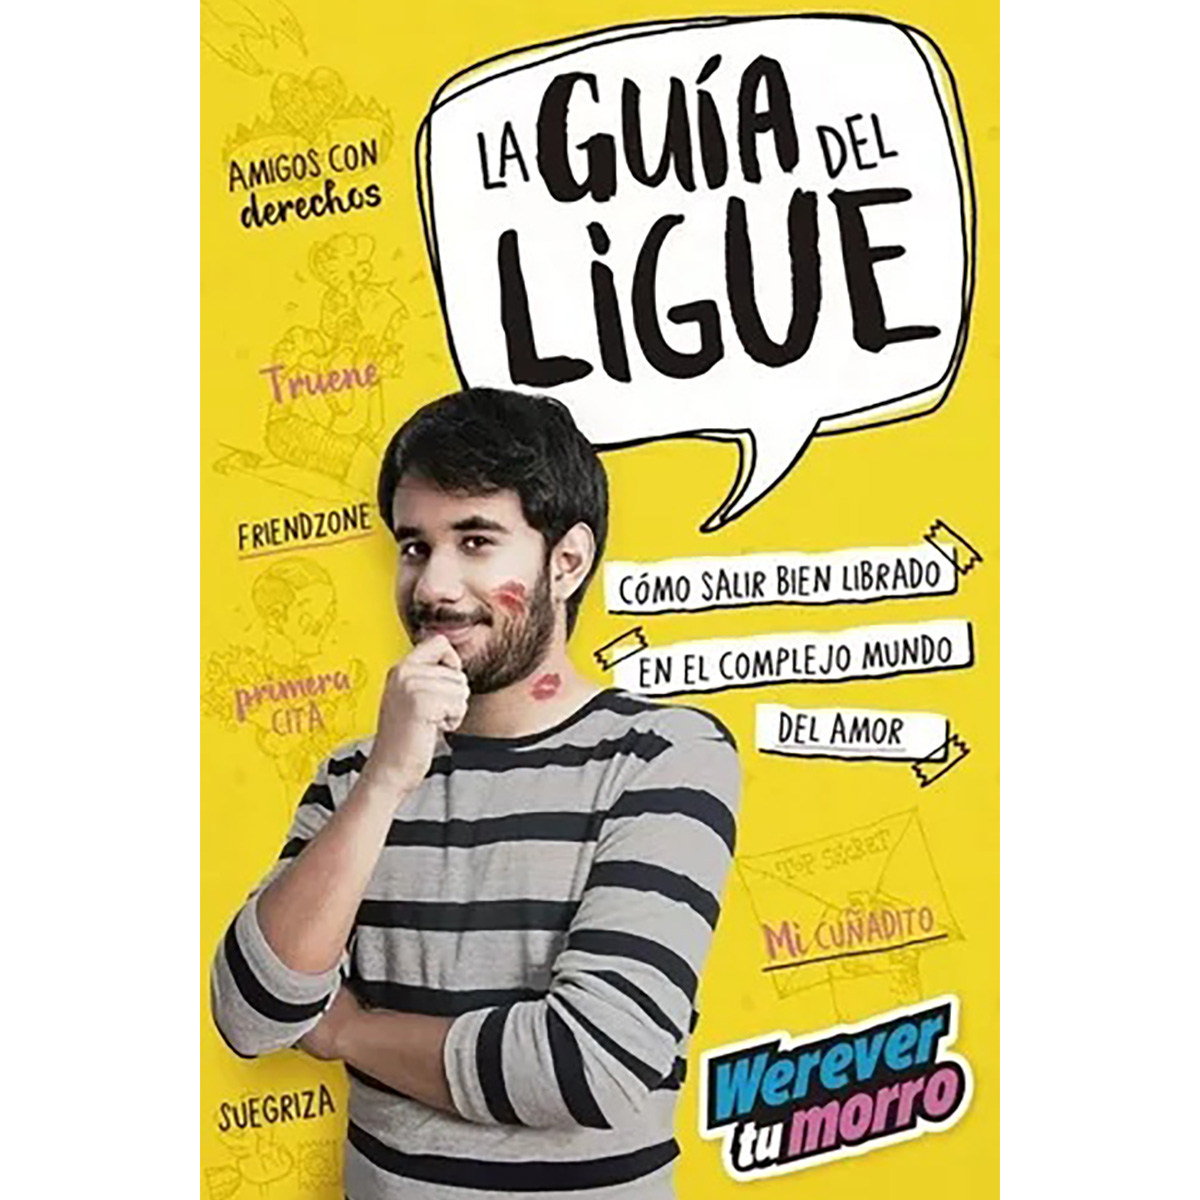 LA GUÍA DEL
LIGUE
AMIGOS CON
derechos
Truene
FRIENDZONE
CÓMO SALIR BIEN LIBRADO
EN EL COMPLEJO MUNDO
DEL AMOR
primera
CITA
TOP SECRET
Mi CUÑADITO
Werever
tu morro
SUEGRIZA